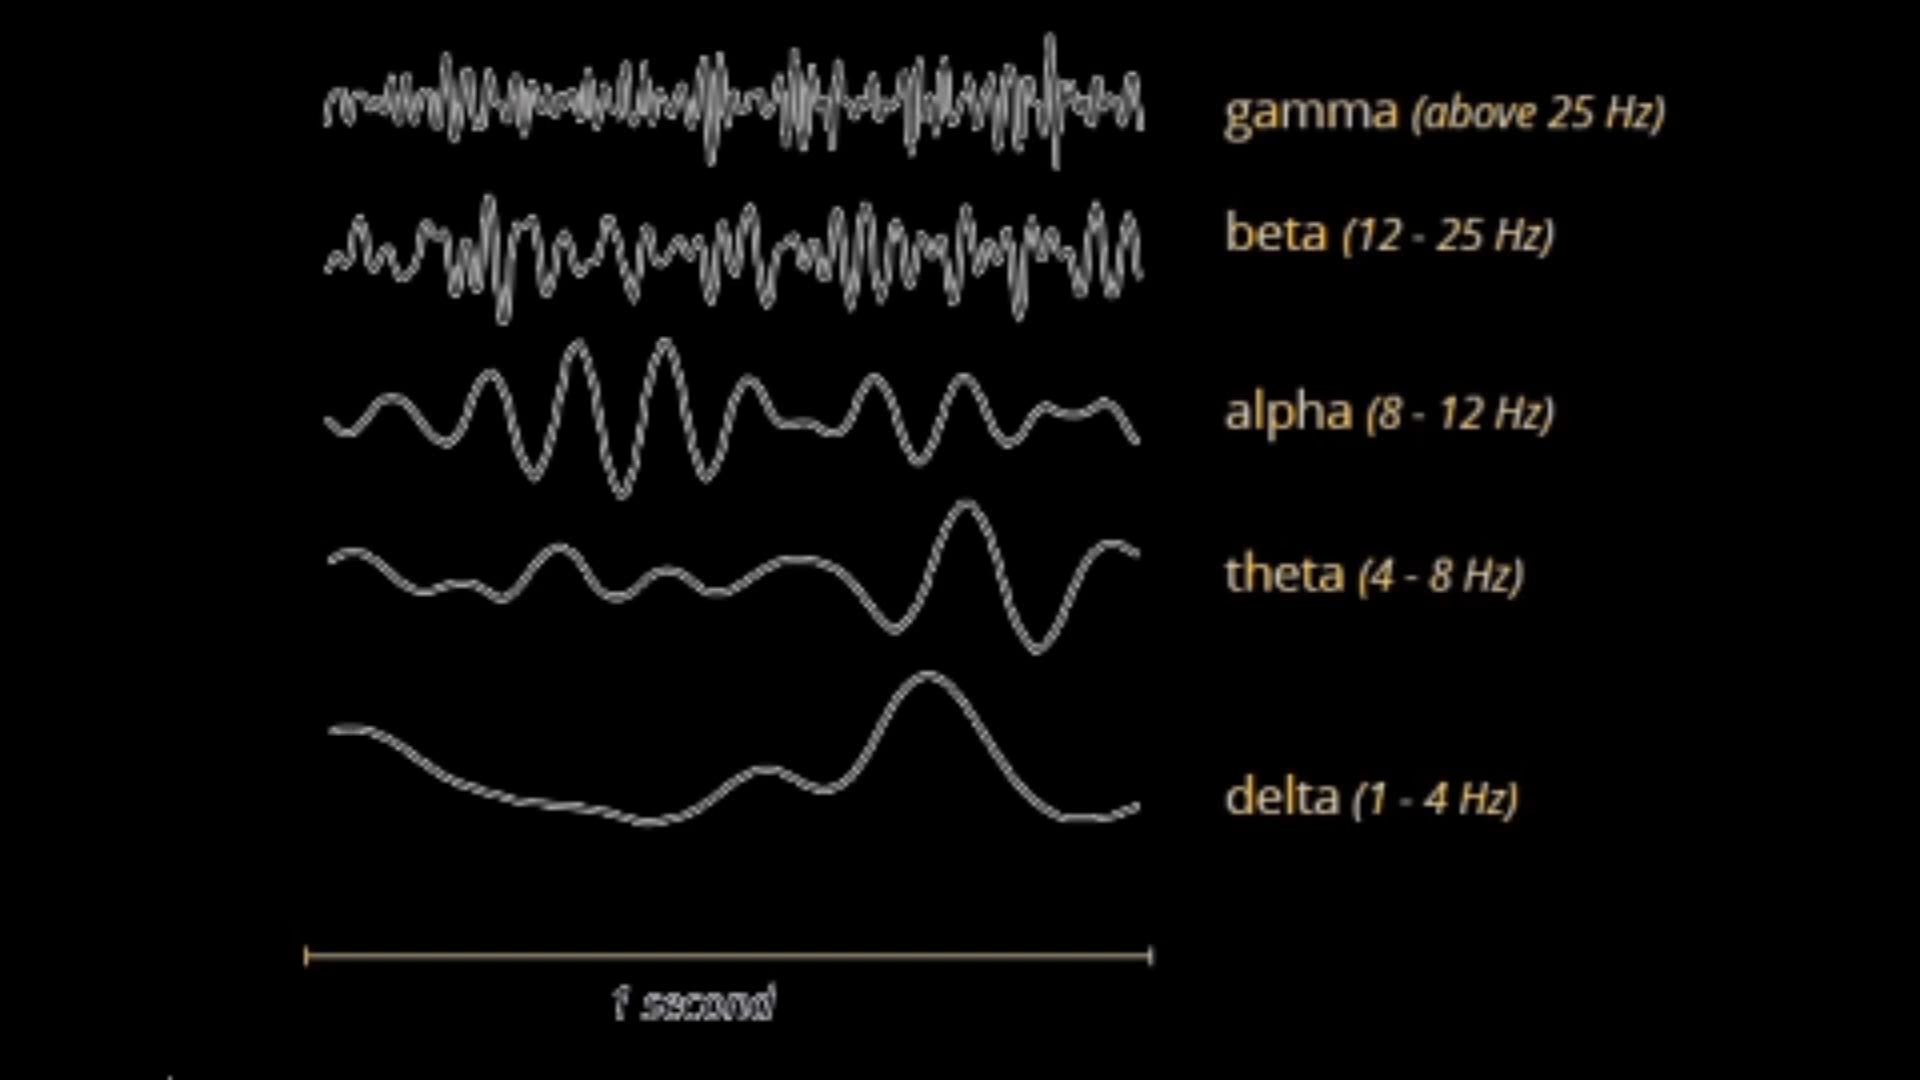 gamma (above 25 Hz)
beta (12 - 25 Hz)
alpha (8 - 12 Hz)
theta (4 - 8 Hz)
delta (1 - 4 Hz)
1 second